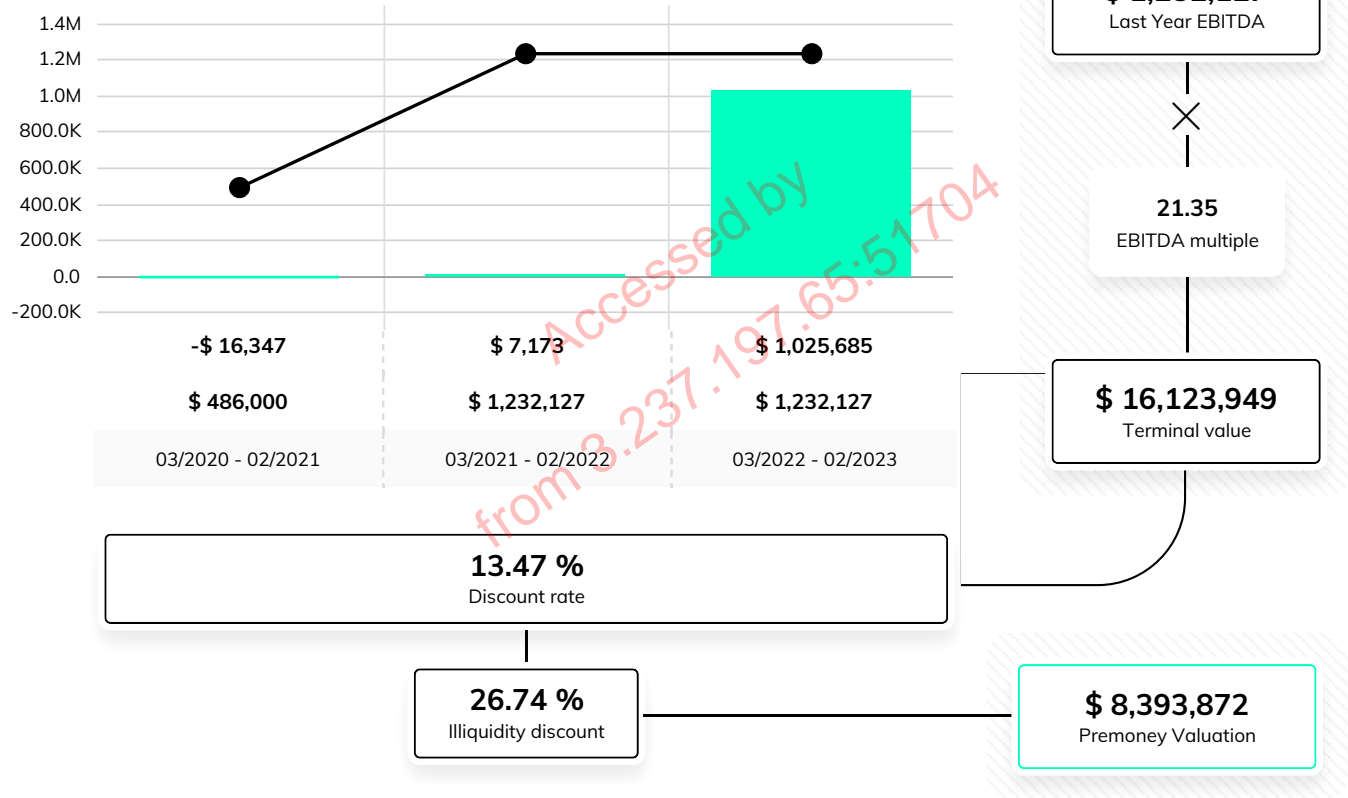 1.4M
1.2M
1.0M
800.0K
600.0K
400.0K
200.0K
0.0
-200.0K
-$ 16,347
$ 7,173
$ 1,025,685
$ 486,000
$ 1,232,127
$ 1,232,127
03/2020 - 02/2021
03/2021 - 02/2022
03/2022 - 02/2023
Last Year EBITDA
21.35
EBITDA multiple
$ 16,123,949
Terminal value
13.47 %
Discount rate
26.74 %
Illiquidity discount
$ 8,393,872
Premoney Valuation
Accessed by
from 3.237.197.65:51704